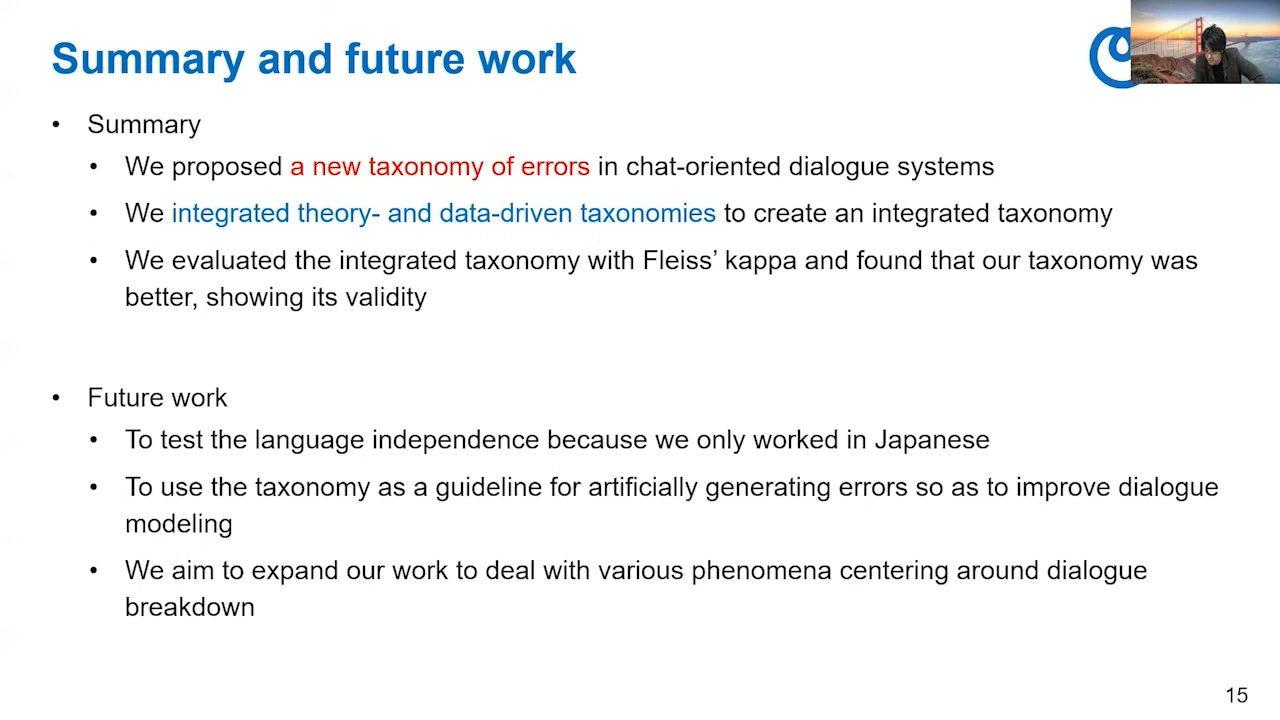 Summary and future work
• Summary
• We proposed a new taxonomy of errors in chat-oriented dialogue systems
• We integrated theory- and data-driven taxonomies to create an integrated taxonomy
• We evaluated the integrated taxonomy with Fleiss’ kappa and found that our taxonomy was
better, showing its validity
• Future work
• To test the language independence because we only worked in Japanese
• To use the taxonomy as a guideline for artificially generating errors so as to improve dialogue
modeling
• We aim to expand our work to deal with various phenomena centering around dialogue
breakdown
15